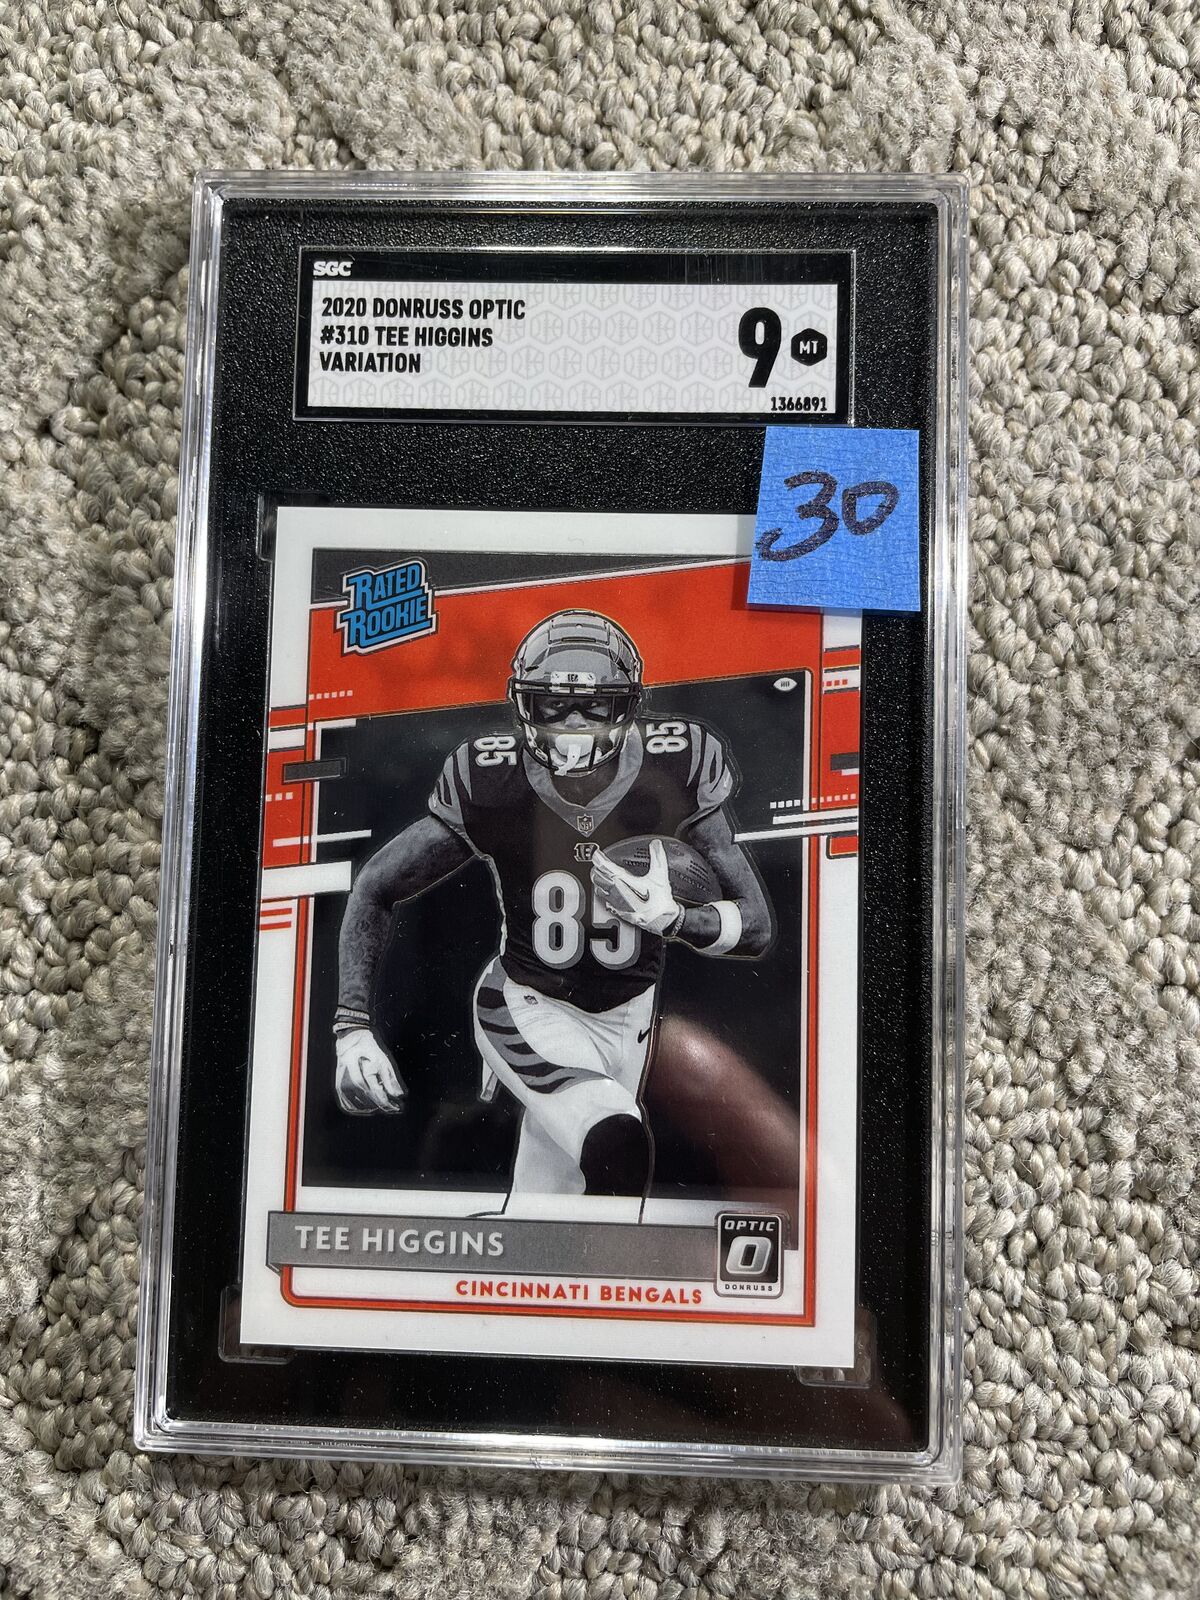 SGC
2020 DONRUSS OPTIC
#310 TEE HIGGINS
VARIATION
9 MT
1366891
30
RATED
ROOKIE
85 85
85
TEE HIGGINS
OPTIC
DONRUSS
CINCINNATI BENGALS